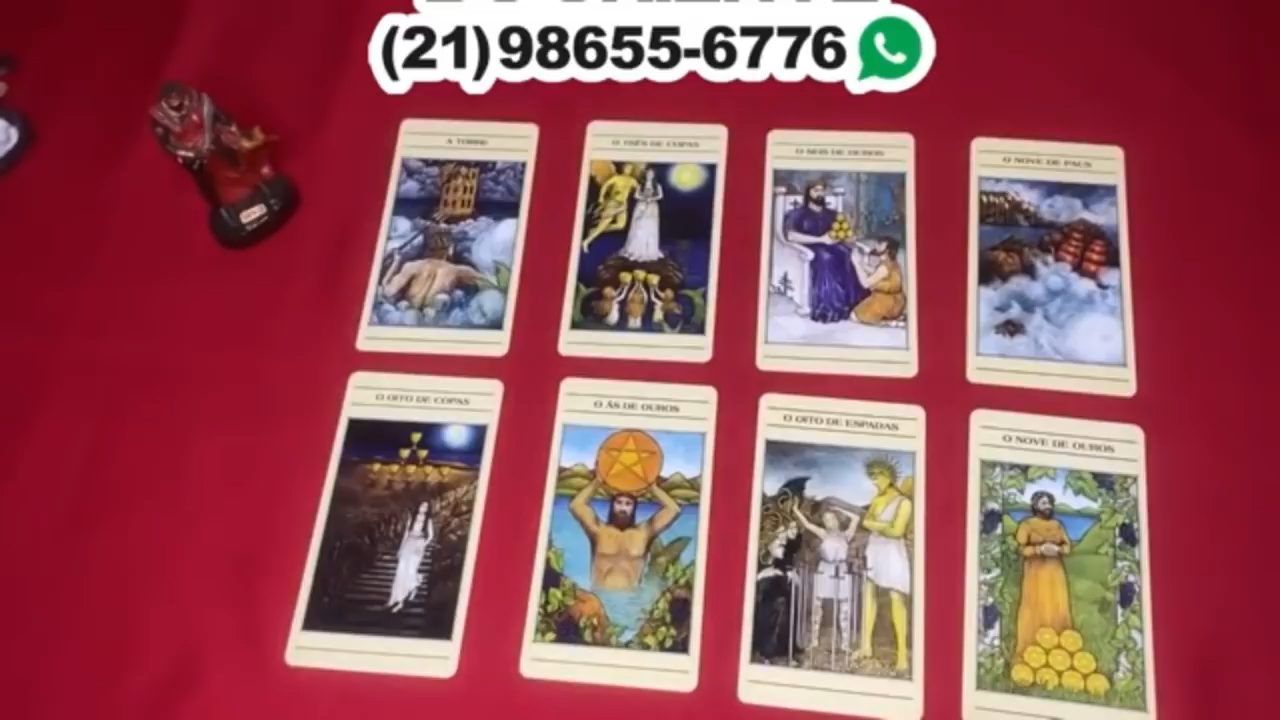 (21)98655-6776
A TORRE
O TRÊS DE COPAS
O SEIS DE OUROS
O NOVE DE PAUS
O OITO DE COPAS
O ÁS DE OUROS
O OITO DE ESPADAS
O NOVE DE OUROS